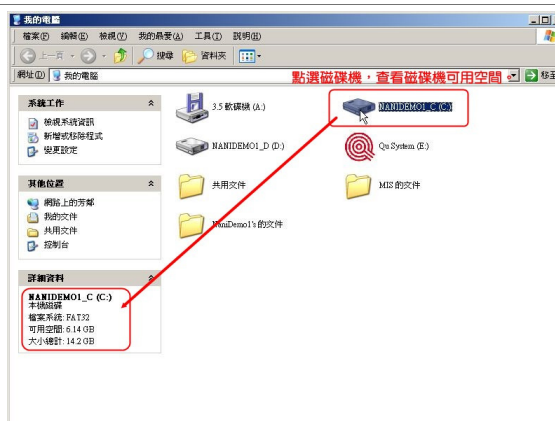 我的電腦
檔案(F) 編輯(E) 檢視(V) 我的最愛(A) 工具(T) 說明(H)
上一頁 搜尋 資料夾
網址(D) 我的電腦 移至
點選磁碟機，查看磁碟機可用空間
系統工作
檢視系統資訊
新增或移除程式
變更設定
其他位置
網路上的芳鄰
我的文件
共用文件
控制台
詳細資料
NANIDEMO1_C (C:)
本機磁碟
檔案系統: FAT32
可用空間: 6.14 GB
大小總計: 14.2 GB
3.5 軟碟機 (A:)
NANIDEMO1_C (C:)
NANIDEMO1_D (D:)
Qu System (E:)
共用文件
MIS 的文件
NaniDemo1's 的文件